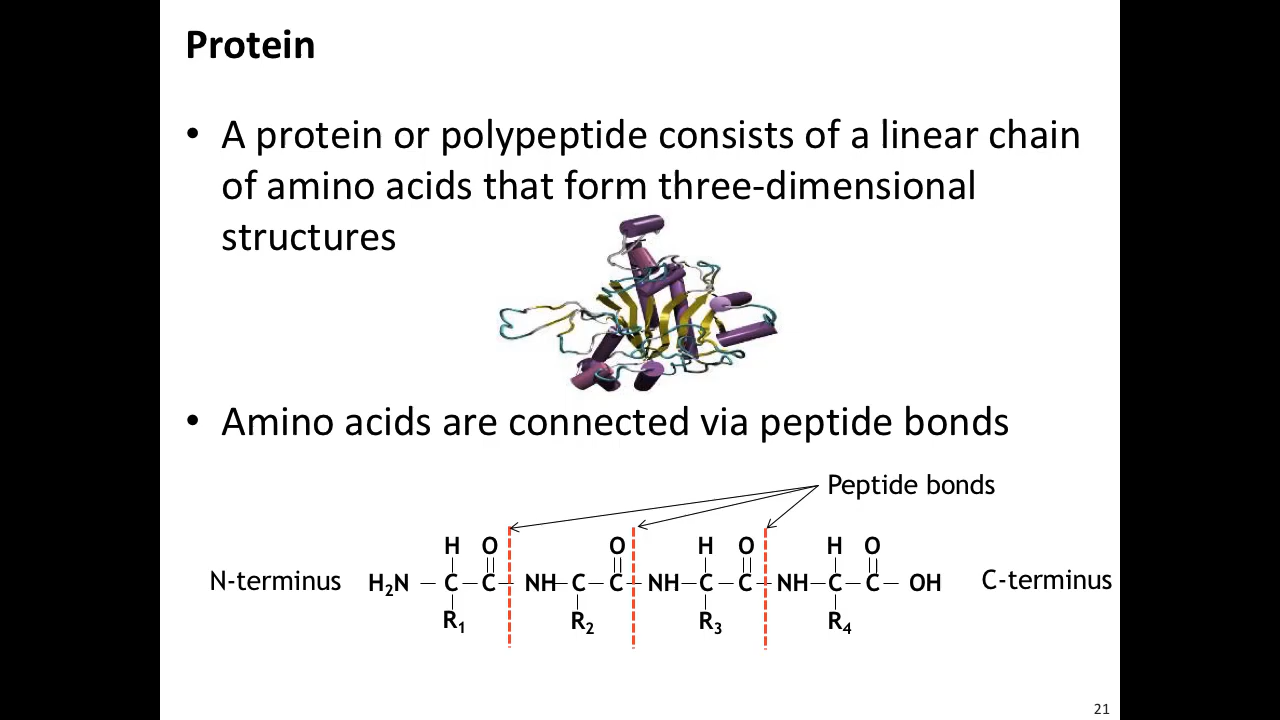 Protein
• A protein or polypeptide consists of a linear chain
of amino acids that form three-dimensional
structures
• Amino acids are connected via peptide bonds
Peptide bonds
H O O H O H O
N-terminus H₂N C C NH C C NH C C NH C C OH C-terminus
R₁ R₂ R₃ R₄
21